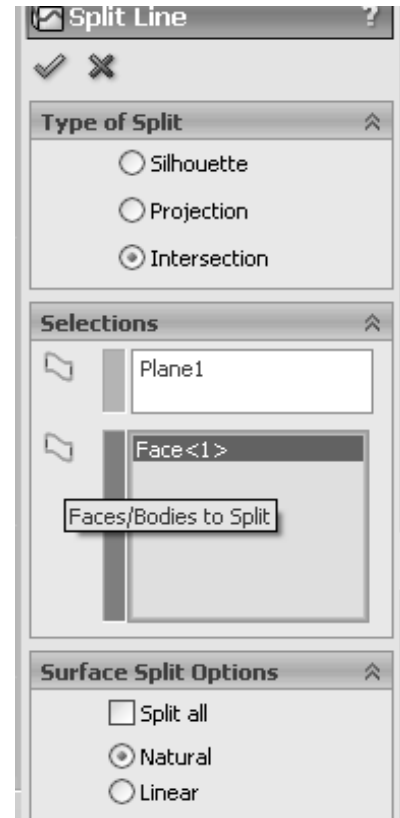 Split Line ?
Type of Split
Silhouette
Projection
Intersection
Selections
Plane1
Face<1>
Faces/Bodies to Split
Surface Split Options
Split all
Natural
Linear